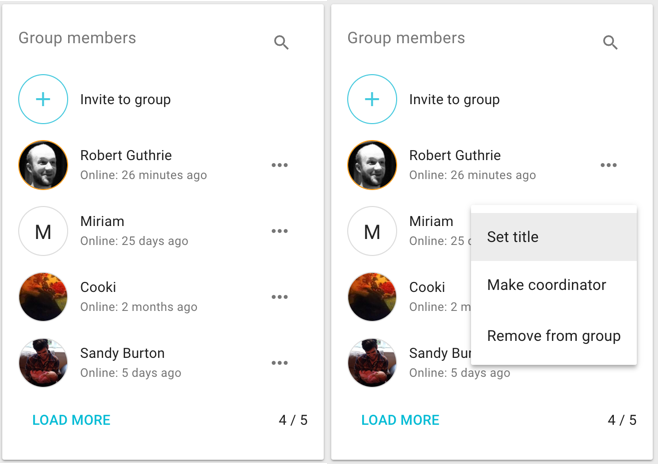 Group members
Invite to group
Robert Guthrie
Online: 26 minutes ago
M
Miriam
Online: 25 days ago
Cooki
Online: 2 months ago
Sandy Burton
Online: 5 days ago
LOAD MORE
4 / 5
Group members
Invite to group
Robert Guthrie
Online: 26 minutes ago
M
Miriam
Online: 25
Cooki
Online: 2
Sandy
Online: 5 days ago
Set title
Make coordinator
Remove from group
LOAD MORE
4 / 5